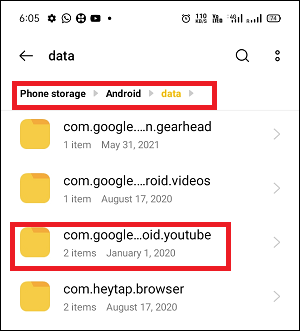 6:05 110 KB/s 4G 74
data
Phone storage Android data
com.google....n.gearhead
1 item May 31, 2021
com.google....roid.videos
1 item August 17, 2020
com.google...oid.youtube
2 items January 1, 2020
com.heytap.browser
2 items August 17, 2020